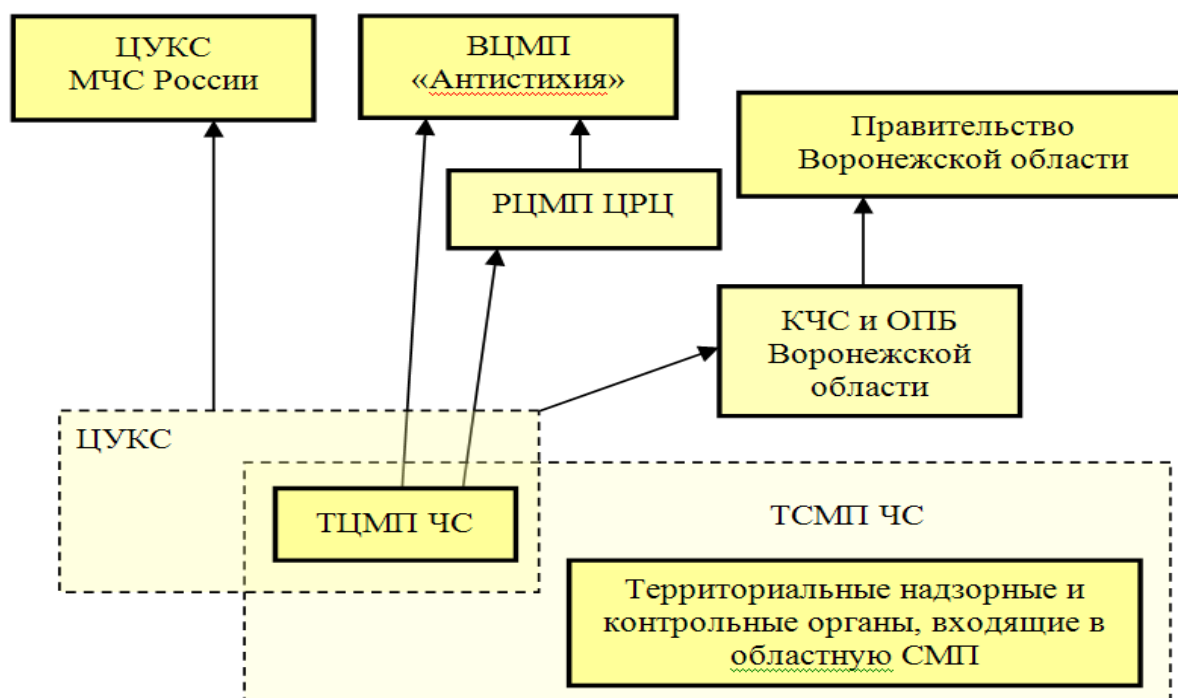 ЦУКС
МЧС России
ВЦМП
«Антистихия»
Правительство
Воронежской области
РЦМП ЦРЦ
КЧС и ОПБ
Воронежской
области
ЦУКС
ТЦМП ЧС
ТСМП ЧС
Территориальные надзорные и
контрольные органы, входящие в
областную СМП